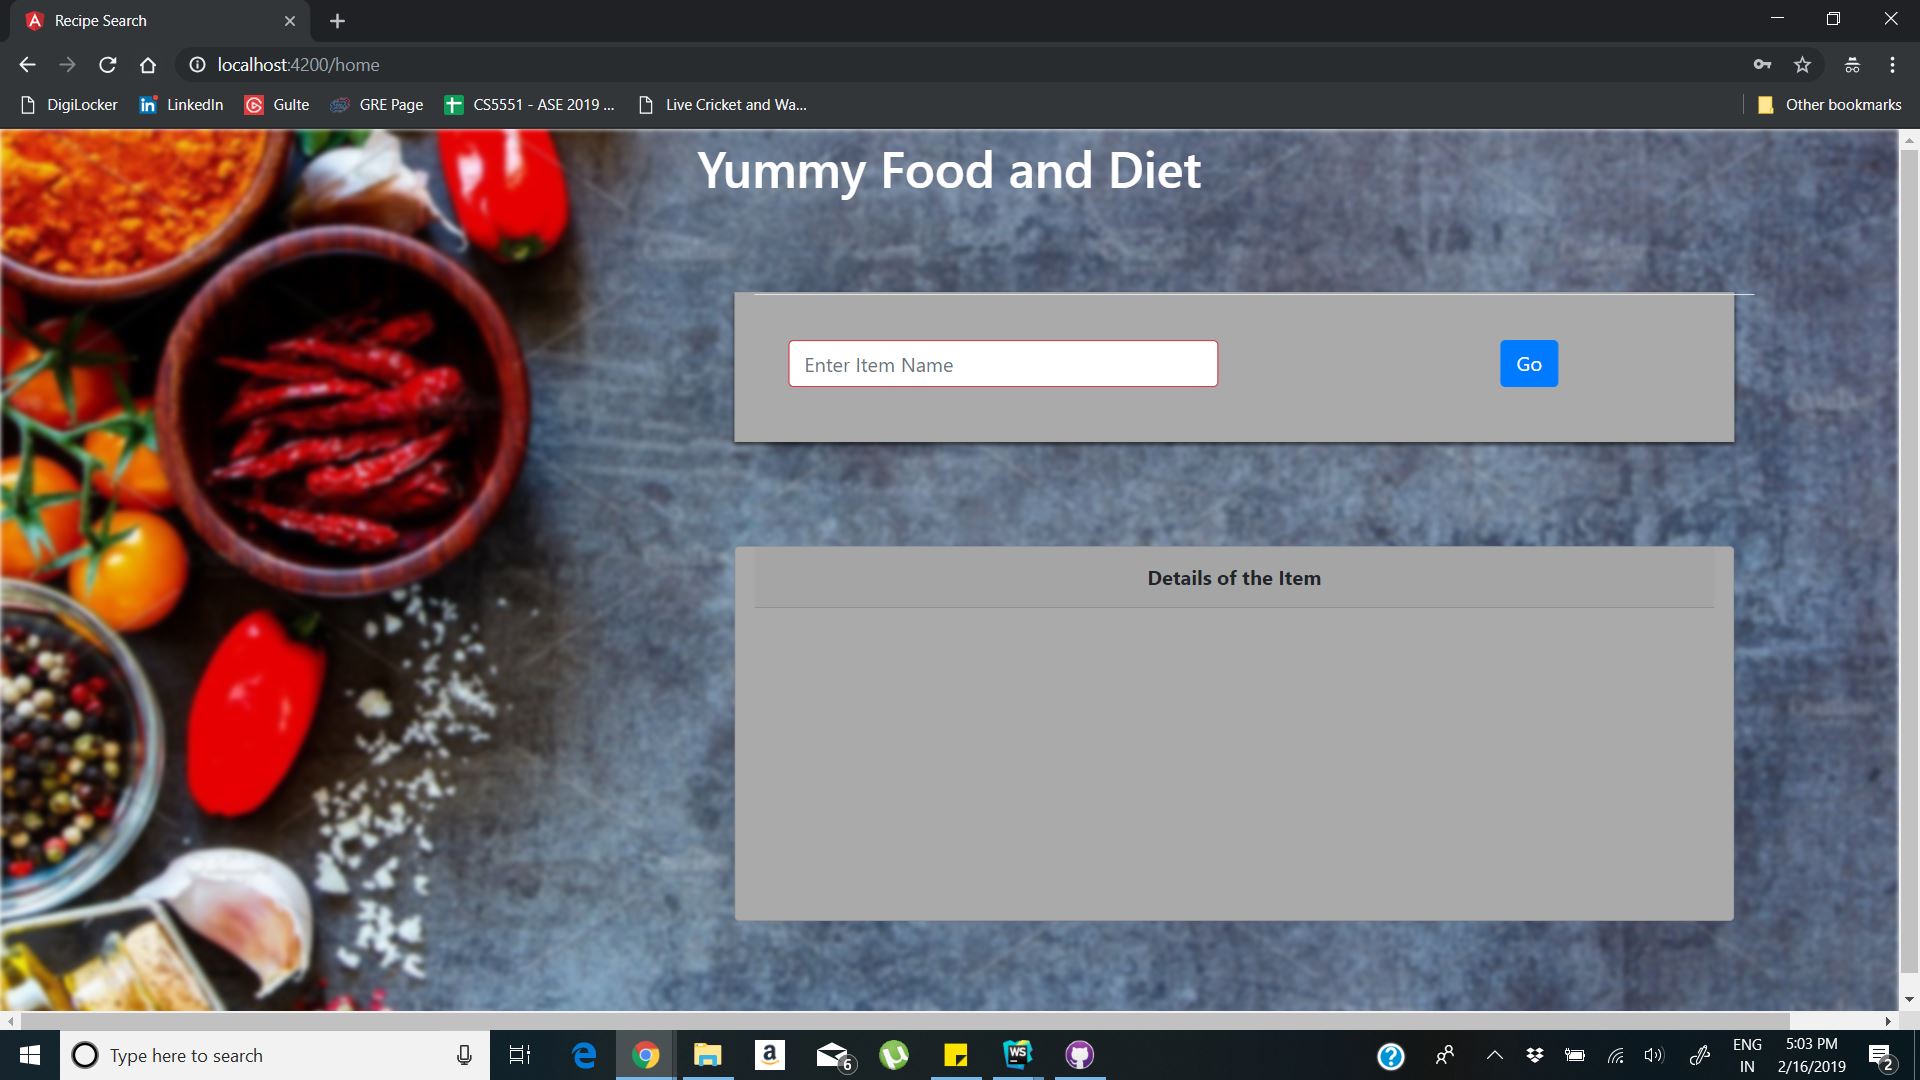 Recipe Search
localhost:4200/home
DigiLocker LinkedIn Gulte GRE Page CS5551 - ASE 2019 ... Live Cricket and Wa... Other bookmarks
Yummy Food and Diet
Enter Item Name Go
Details of the Item
Type here to search
a
6
WS
ENG
IN
5:03 PM
2/16/2019
2